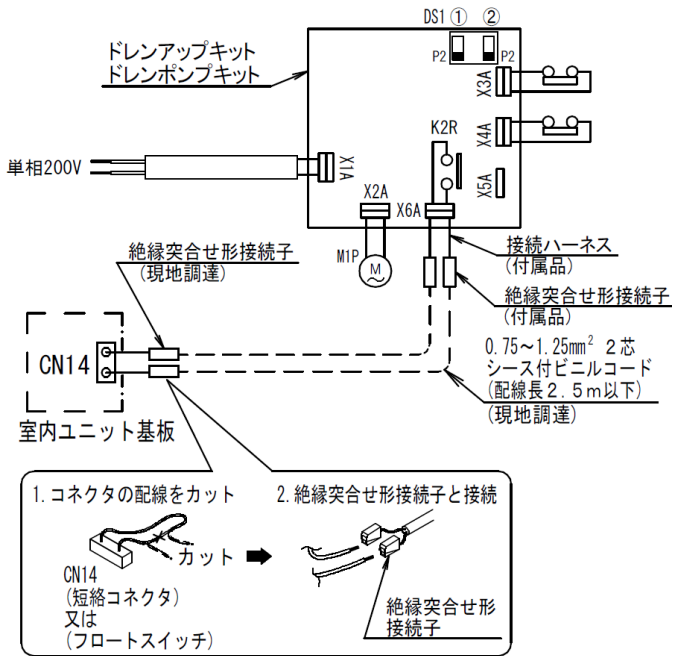 DS1 ① ②
P2 P2
ドレンアップキット
ドレンポンプキット
X3A
K2R
X4A
単相200V
X1A
X5A
X2A
X6A
接続ハーネス
(付属品)
絶縁突合せ形接続子
(現地調達)
M1P
M
絶縁突合せ形接続子
(付属品)
0.75～1.25mm² 2芯
シース付ビニルコード
(配線長2.5m以下)
(現地調達)
CN14
室内ユニット基板
1.コネクタの配線をカット
2.絶縁突合せ形接続子と接続
カット
CN14
(短絡コネクタ)
又は
(フロートスイッチ)
絶縁突合せ形
接続子